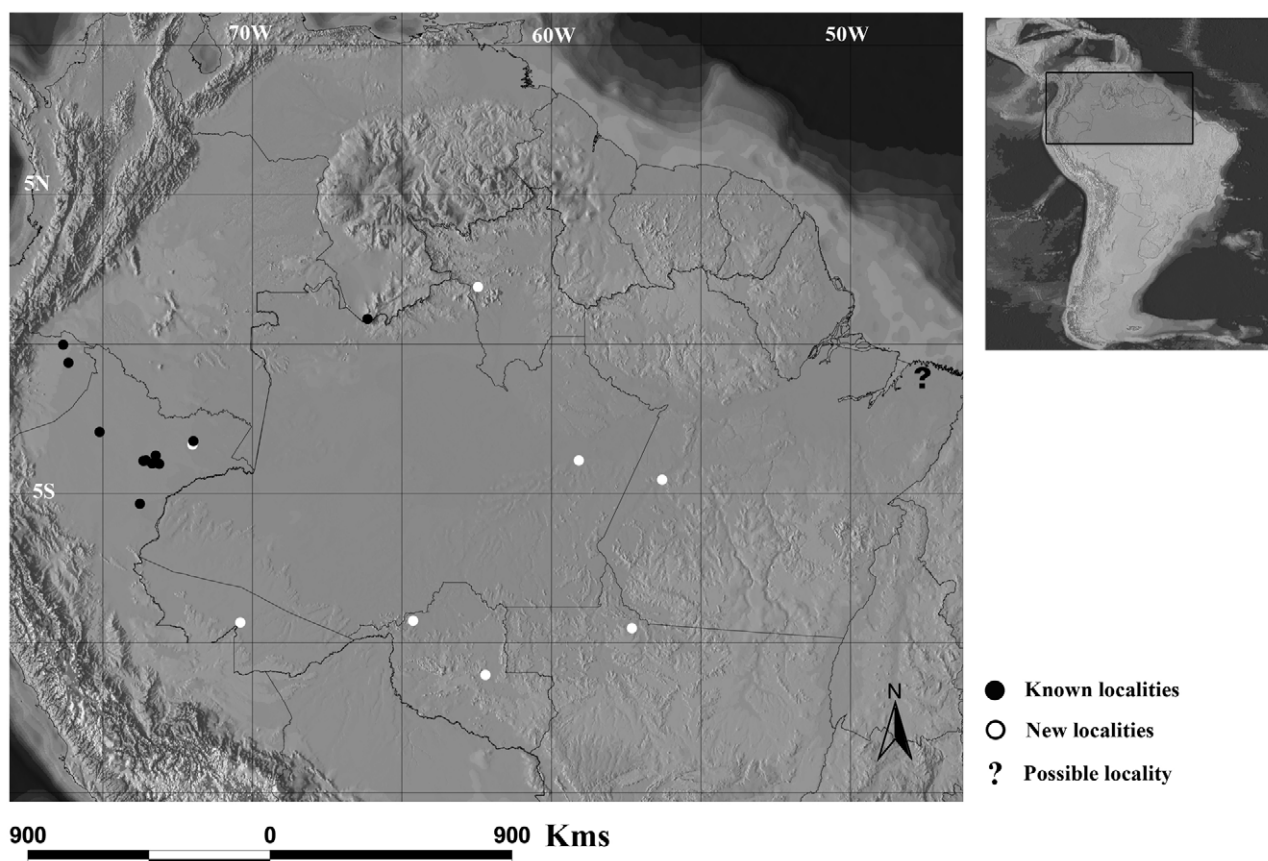 70W 60W 50W
5N
?
5S
N
Known localities
New localities
? Possible locality
900 0 900 Kms